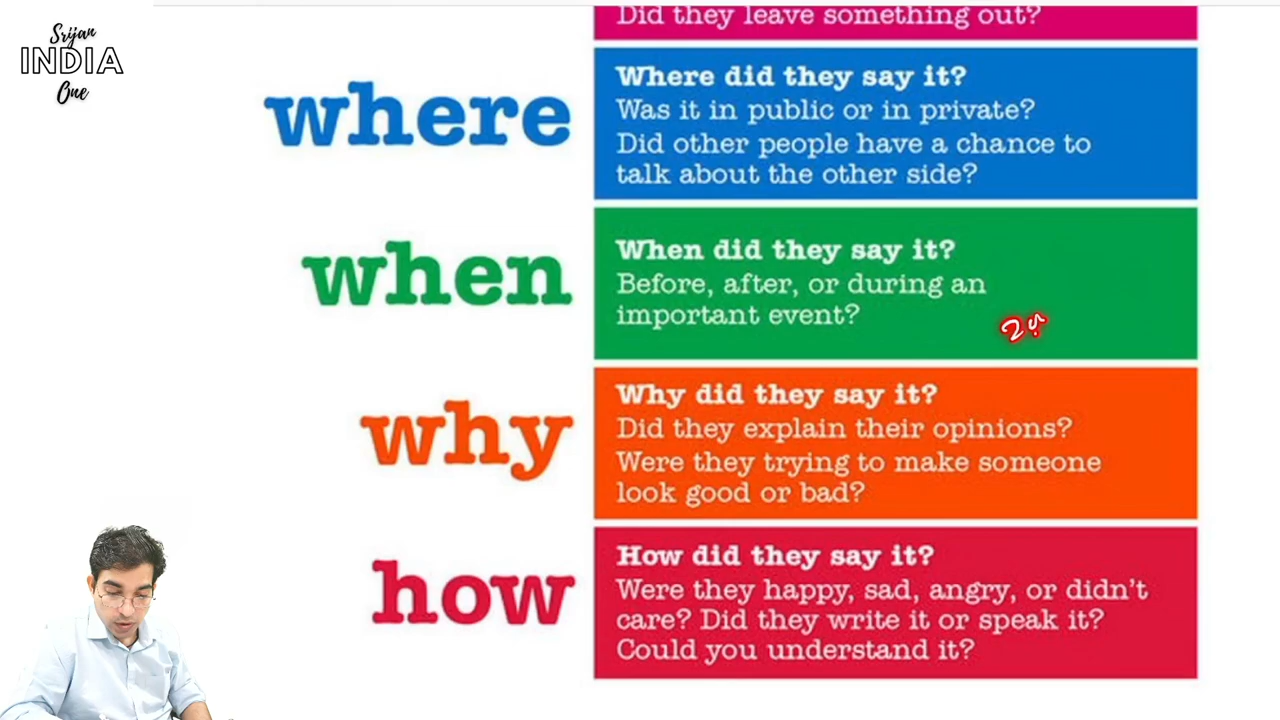 Srijan
INDIA
One
Did they leave something out?
where
Where did they say it?
Was it in public or in private?
Did other people have a chance to
talk about the other side?
when
When did they say it?
Before, after, or during an
important event?
why
Why did they say it?
Did they explain their opinions?
Were they trying to make someone
look good or bad?
how
How did they say it?
Were they happy, sad, angry, or didn't
care? Did they write it or speak it?
Could you understand it?